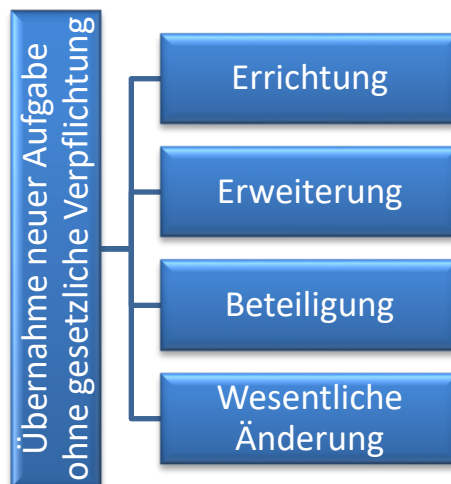 Übernahme neuer Aufgabe
ohne gesetzliche Verpflichtung
Errichtung
Erweiterung
Beteiligung
Wesentliche
Änderung